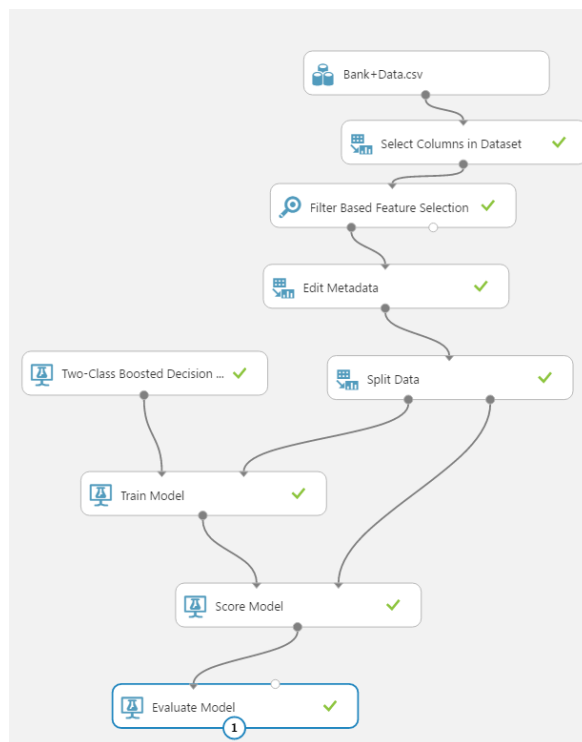 Bank+Data.csv
Select Columns in Dataset
Filter Based Feature Selection
Edit Metadata
Two-Class Boosted Decision ...
Split Data
Train Model
Score Model
Evaluate Model
1